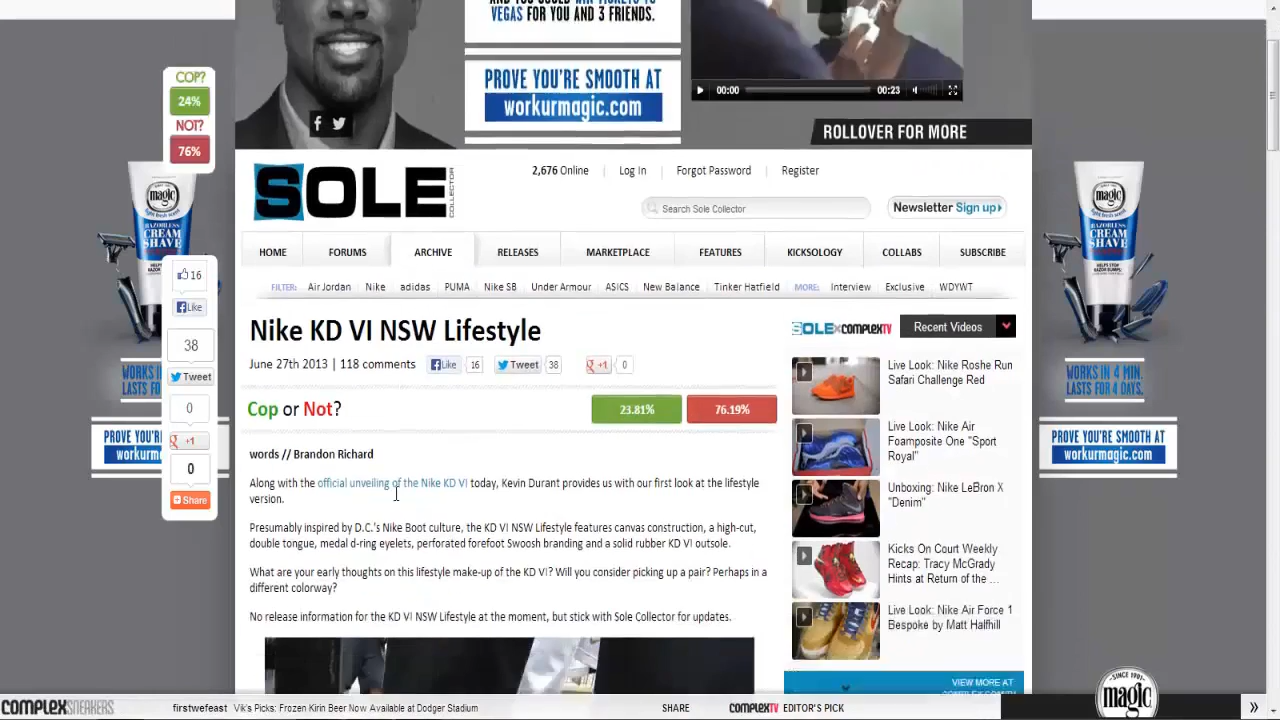 VEGAS FOR YOU AND 3 FRIENDS.
PROVE YOU'RE SMOOTH AT
workurmagic.com
00:00
00:23
ROLLOVER FOR MORE
COP?
24%
NOT?
76%
magic
RAZORLESS
CREAM
SHAVE
SOLE
COLLECTOR
2,676 Online
Log In
Forgot Password
Register
Search Sole Collector
Newsletter Sign up
HOME
FORUMS
ARCHIVE
RELEASES
MARKETPLACE
FEATURES
KICKSOLOGY
COLLABS
SUBSCRIBE
FILTER: Air Jordan Nike adidas PUMA Nike SB Under Armour ASICS New Balance Tinker Hatfield MORE: Interview Exclusive WDYWT
16
Like
38
Tweet
0
+1
0
Share
Nike KD VI NSW Lifestyle
June 27th 2013 | 118 comments Like 16 Tweet 38 +1 0
Cop or Not?
23.81%
76.19%
words // Brandon Richard
Along with the official unveiling of the Nike KD VI today, Kevin Durant provides us with our first look at the lifestyle
version.
Presumably inspired by D.C.'s Nike Boot culture, the KD VI NSW Lifestyle features canvas construction, a high-cut,
double tongue, medal d-ring eyelets, perforated forefoot Swoosh branding and a solid rubber KD VI outsole.
What are your early thoughts on this lifestyle make-up of the KD VI? Will you consider picking up a pair? Perhaps in a
different colorway?
No release information for the KD VI NSW Lifestyle at the moment, but stick with Sole Collector for updates.
SOLE x COMPLEX TV
Recent Videos
Live Look: Nike Roshe Run
Safari Challenge Red
Live Look: Nike Air
Foamposite One "Sport
Royal"
Unboxing: Nike LeBron X
"Denim"
Kicks On Court Weekly
Recap: Tracy McGrady
Hints at Return of the ...
Live Look: Nike Air Force 1
Bespoke by Matt Halfhill
VIEW MORE AT
magic
RAZORLESS
CREAM
SHAVE
WORKS IN 4 MIN.
LASTS FOR 4 DAYS.
PROVE YOU'RE SMOOTH AT
workurmagic.com
COMPLEX SNEAKERS
firstwefeast Vik's Picks: Frozen Kirin Beer Now Available at Dodger Stadium
SHARE
COMPLEX TV EDITOR'S PICK
SINCE 1901
magic